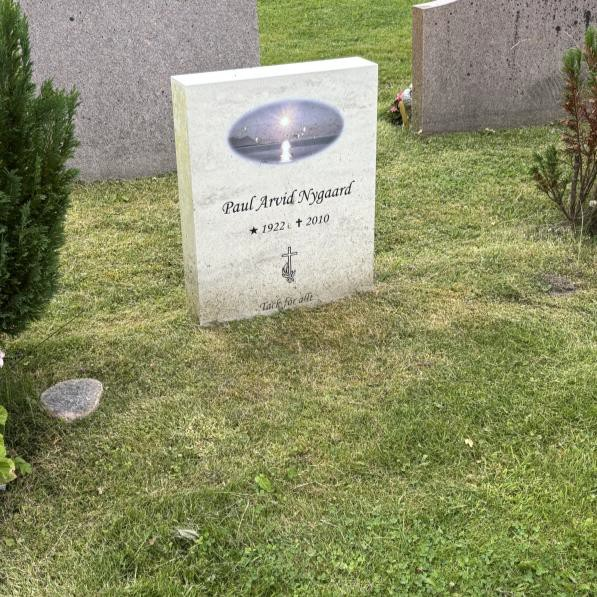 Paul Arvid Nygaard
★ 1922 ✝ 2010
Tack för allt